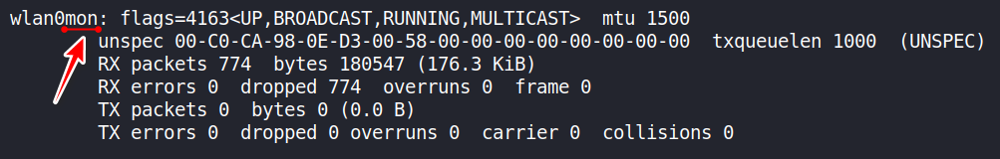 wlan0mon: flags=4163<UP,BROADCAST,RUNNING,MULTICAST>  mtu 1500
unspec 00-C0-CA-98-0E-D3-00-58-00-00-00-00-00-00-00-00  txqueuelen 1000  (UNSPEC)
RX packets 774  bytes 180547 (176.3 KiB)
RX errors 0  dropped 774  overruns 0  frame 0
TX packets 0  bytes 0 (0.0 B)
TX errors 0  dropped 0 overruns 0  carrier 0  collisions 0